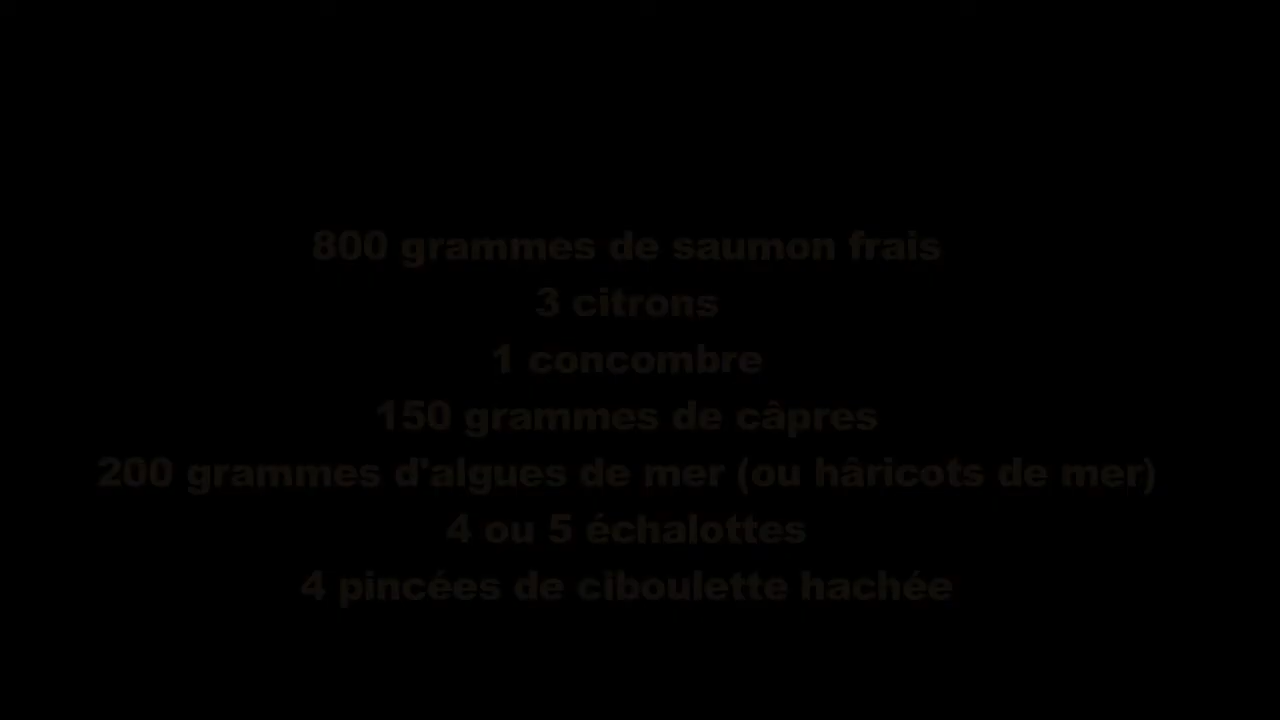 800 grammes de saumon frais
3 citrons
1 concombre
150 grammes de câpres
200 grammes d'algues de mer (ou hâricots de mer)
4 ou 5 échalottes
4 pincées de ciboulette hachée